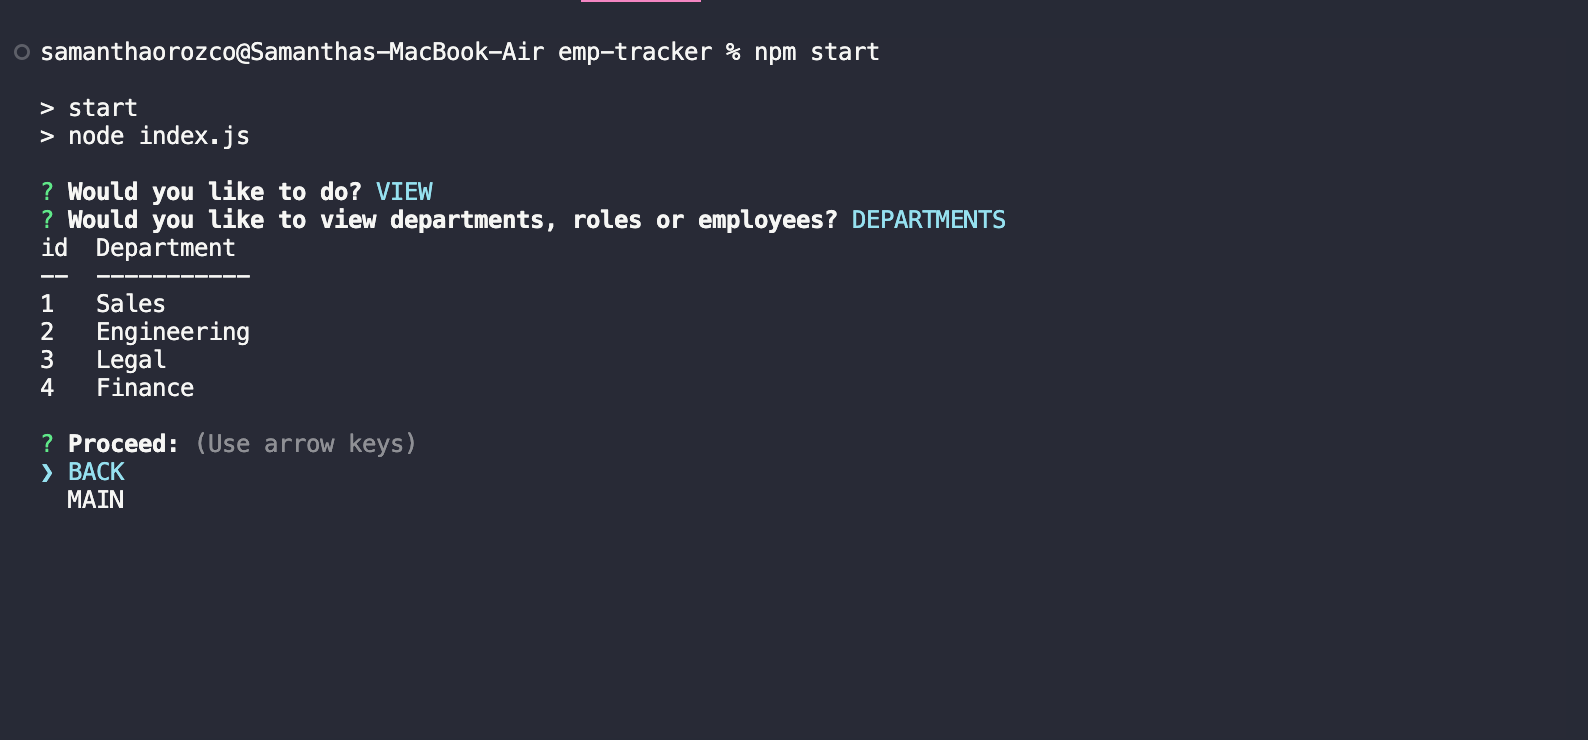 samanthaorozco@Samanthas-MacBook-Air emp-tracker % npm start
> start
> node index.js
? Would you like to do? VIEW
? Would you like to view departments, roles or employees? DEPARTMENTS
id  Department
--  -----------
1   Sales
2   Engineering
3   Legal
4   Finance
? Proceed: (Use arrow keys)
❯ BACK
  MAIN